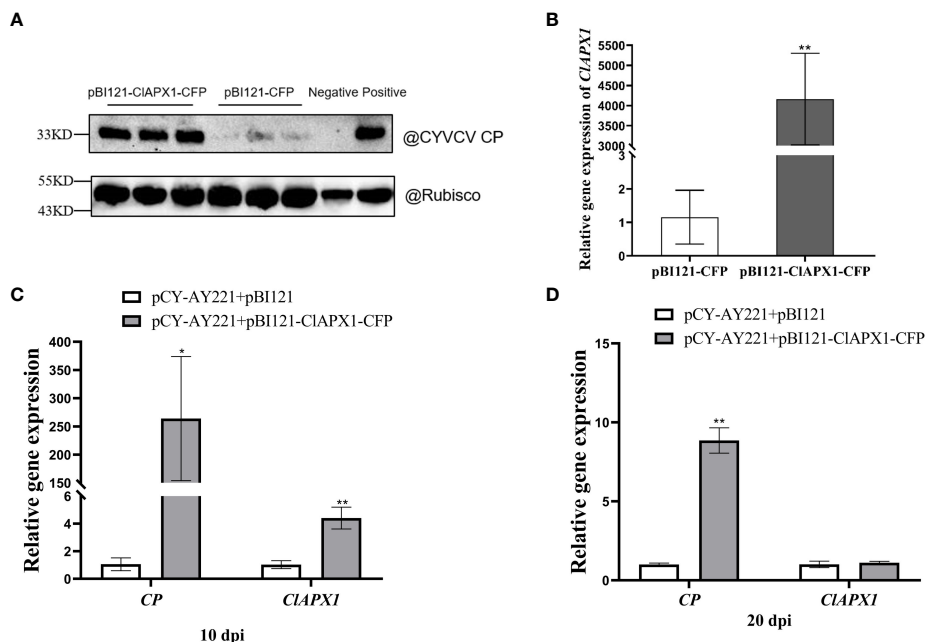 A
pBI121-ClAPX1-CFP pBI121-CFP Negative Positive
33KD
@CYVCV CP
55KD
43KD
@Rubisco
B
Relative gene expression of ClAPX1
5500
5000
4500
4000
3500
3000
3
2
1
0
**
pBI121-CFP pBI121-ClAPX1-CFP
C
pCY-AY221+pBI121
pCY-AY221+pBI121-ClAPX1-CFP
Relative gene expression
400
350
300
250
200
150
6
4
2
0
*
**
CP ClAPX1
10 dpi
D
pCY-AY221+pBI121
pCY-AY221+pBI121-ClAPX1-CFP
Relative gene expression
15
10
5
0
**
CP ClAPX1
20 dpi